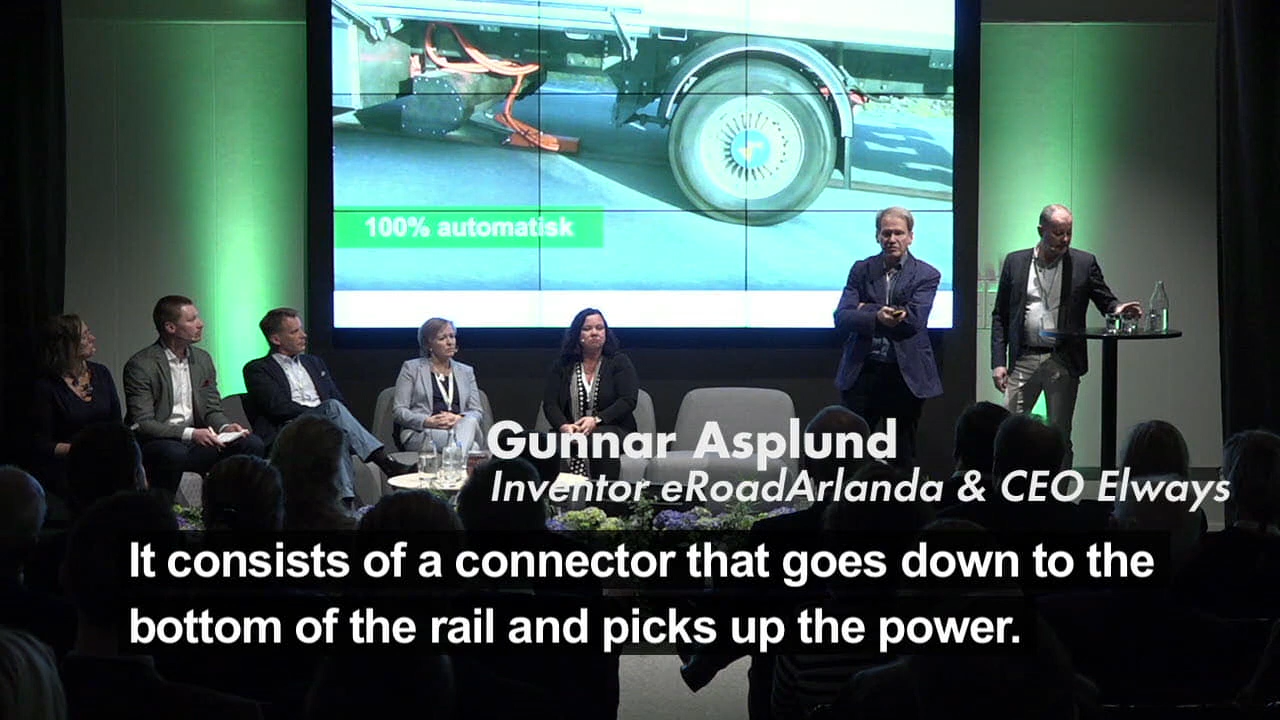 100% automatisk
Gunnar Asplund
Inventor eRoadArlanda & CEO Elways
It consists of a connector that goes down to the
bottom of the rail and picks up the power.